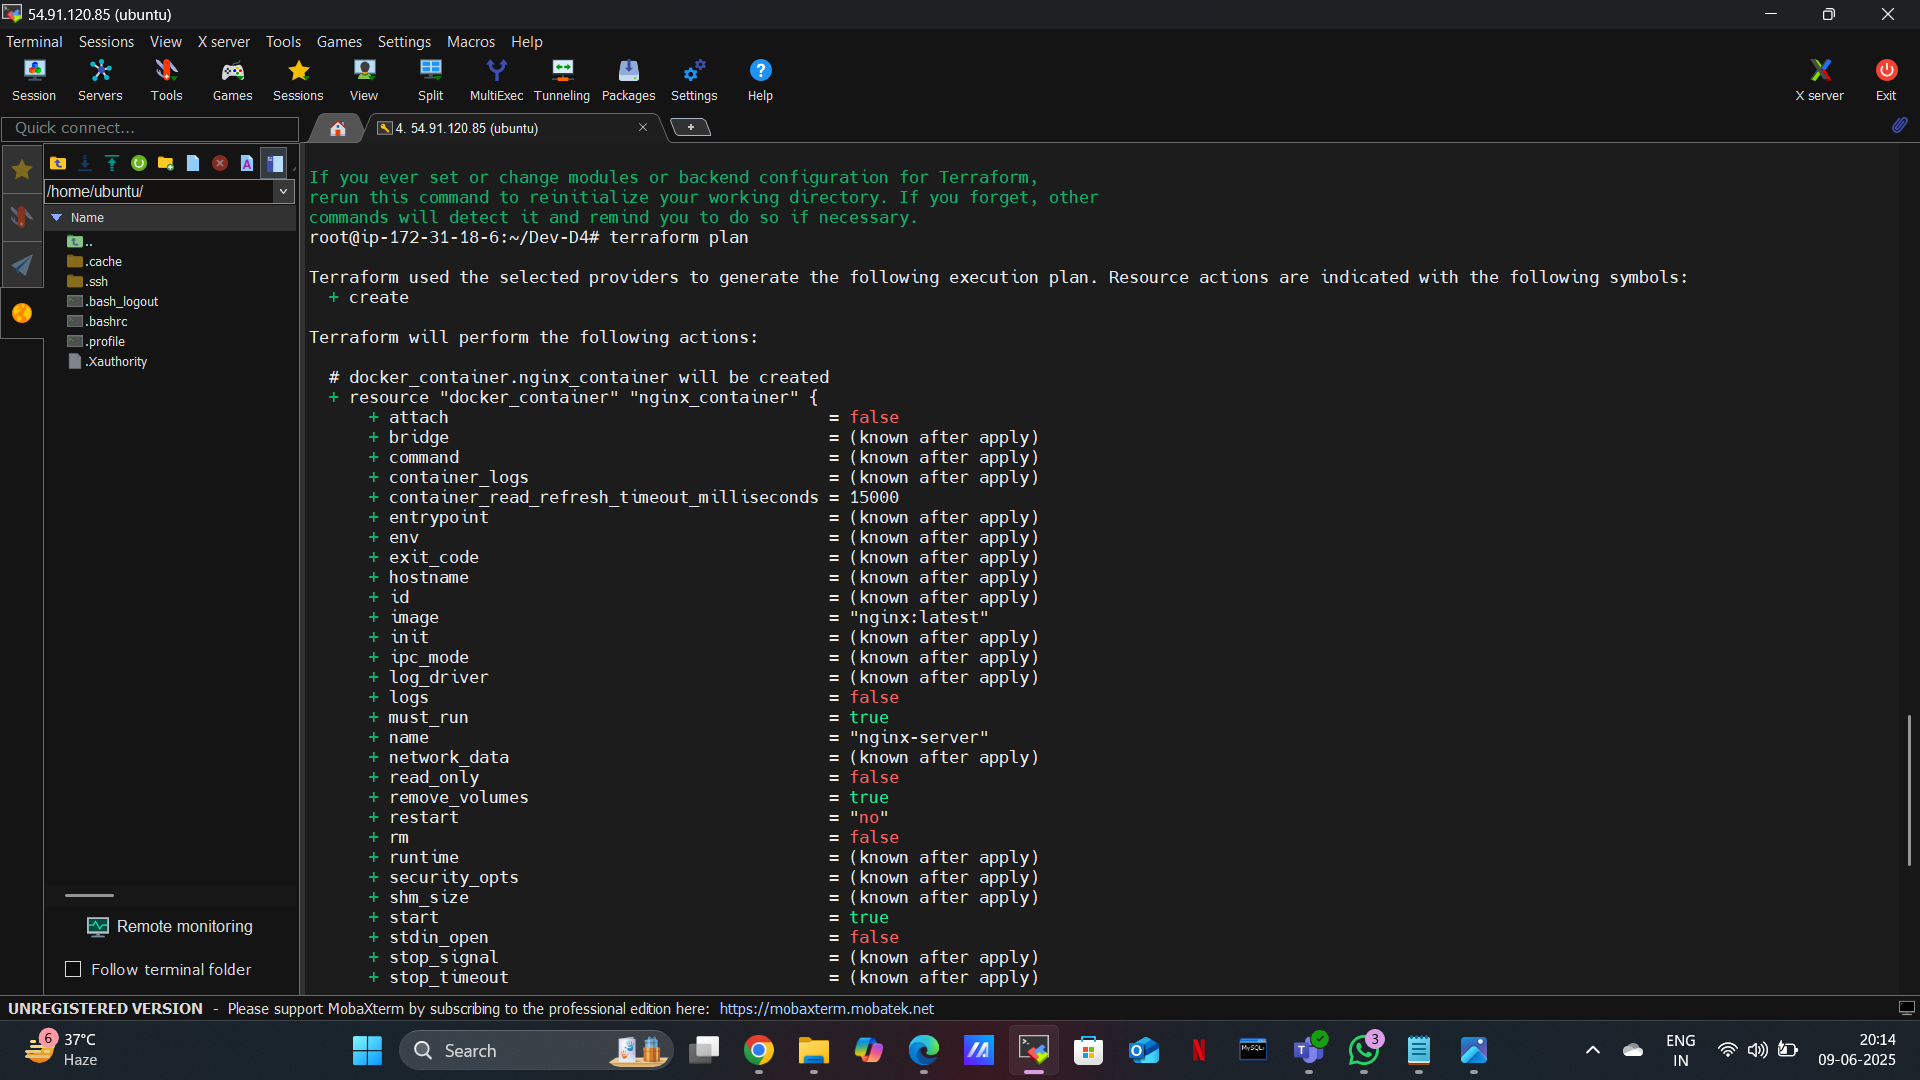 54.91.120.85 (ubuntu)
Terminal Sessions View X server Tools Games Settings Macros Help
Session Servers Tools Games Sessions View Split MultiExec Tunneling Packages Settings Help X server Exit
Quick connect...
4. 54.91.120.85 (ubuntu)
/home/ubuntu/
Name
..
.cache
.ssh
.bash_logout
.bashrc
.profile
.Xauthority
Remote monitoring
Follow terminal folder
If you ever set or change modules or backend configuration for Terraform,
rerun this command to reinitialize your working directory. If you forget, other
commands will detect it and remind you to do so if necessary.
root@ip-172-31-18-6:~/Dev-D4# terraform plan
Terraform used the selected providers to generate the following execution plan. Resource actions are indicated with the following symbols:
+ create
Terraform will perform the following actions:
# docker_container.nginx_container will be created
+ resource "docker_container" "nginx_container" {
+ attach = false
+ bridge = (known after apply)
+ command = (known after apply)
+ container_logs = (known after apply)
+ container_read_refresh_timeout_milliseconds = 15000
+ entrypoint = (known after apply)
+ env = (known after apply)
+ exit_code = (known after apply)
+ hostname = (known after apply)
+ id = (known after apply)
+ image = "nginx:latest"
+ init = (known after apply)
+ ipc_mode = (known after apply)
+ log_driver = (known after apply)
+ logs = false
+ must_run = true
+ name = "nginx-server"
+ network_data = (known after apply)
+ read_only = false
+ remove_volumes = true
+ restart = "no"
+ rm = false
+ runtime = (known after apply)
+ security_opts = (known after apply)
+ shm_size = (known after apply)
+ start = true
+ stdin_open = false
+ stop_signal = (known after apply)
+ stop_timeout = (known after apply)
UNREGISTERED VERSION - Please support MobaXterm by subscribing to the professional edition here: https://mobaxterm.mobatek.net
6
37°C
Haze
Search
MySQL
3
ENG
IN
20:14
09-06-2025